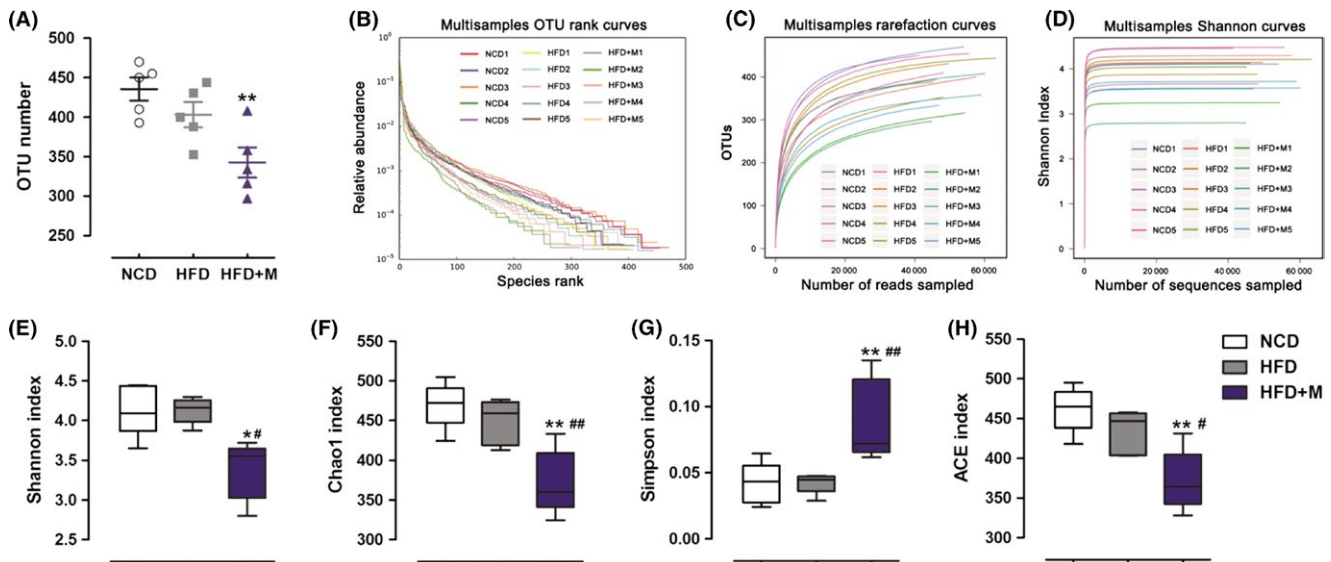 (A)
OTU number
500
450
400
350
300
250
**
NCD HFD HFD+M
(B)
Multisamples OTU rank curves
Relative abundance
10⁰
10⁻¹
10⁻²
10⁻³
10⁻⁴
10⁻⁵
NCD1 HFD1 HFD+M1
NCD2 HFD2 HFD+M2
NCD3 HFD3 HFD+M3
NCD4 HFD4 HFD+M4
NCD5 HFD5 HFD+M5
0 100 200 300 400 500
Species rank
(C)
Multisamples rarefaction curves
OTUs
400
300
200
100
0
NCD1 HFD1 HFD+M1
NCD2 HFD2 HFD+M2
NCD3 HFD3 HFD+M3
NCD4 HFD4 HFD+M4
NCD5 HFD5 HFD+M5
0 20 000 40 000 60 000
Number of reads sampled
(D)
Multisamples Shannon curves
Shannon index
4
3
2
1
0
NCD1 HFD1 HFD+M1
NCD2 HFD2 HFD+M2
NCD3 HFD3 HFD+M3
NCD4 HFD4 HFD+M4
NCD5 HFD5 HFD+M5
0 20 000 40 000 60 000
Number of sequences sampled
(E)
Shannon index
5.0
4.5
4.0
3.5
3.0
2.5
*#
(F)
Chao1 index
550
500
450
400
350
300
** ##
(G)
Simpson index
0.15
0.10
0.05
0.00
** ##
(H)
ACE index
550
500
450
400
350
300
** #
NCD
HFD
HFD+M